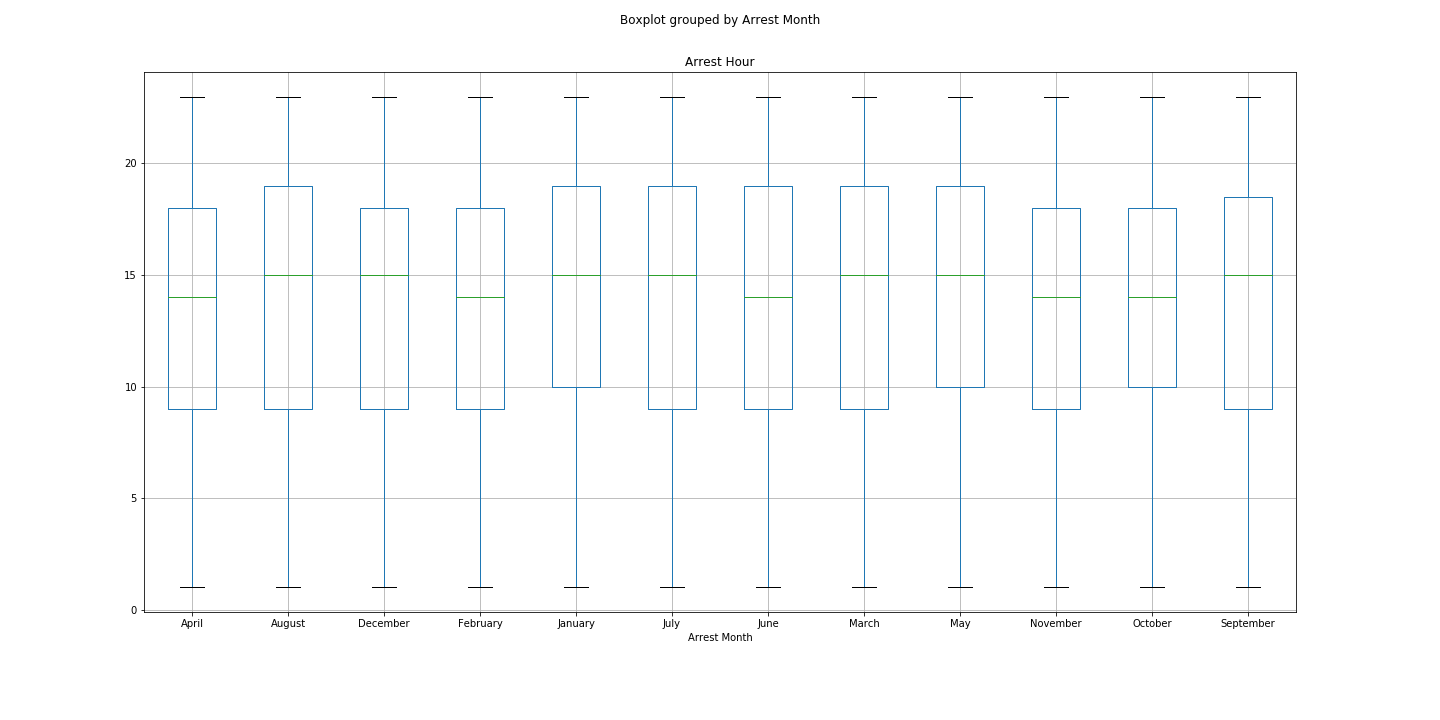 Boxplot grouped by Arrest Month
Arrest Hour
20
15
10
5
0
April August December February January July June March May November October September
Arrest Month